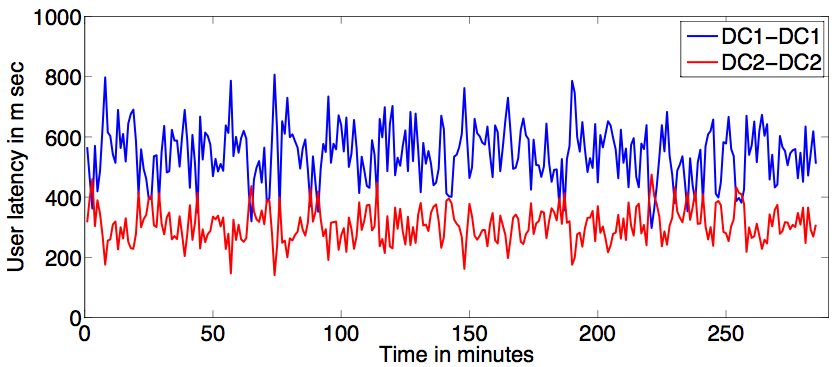 1000
800
600
400
200
0
User latency in m sec
DC1-DC1
DC2-DC2
0 50 100 150 200 250
Time in minutes